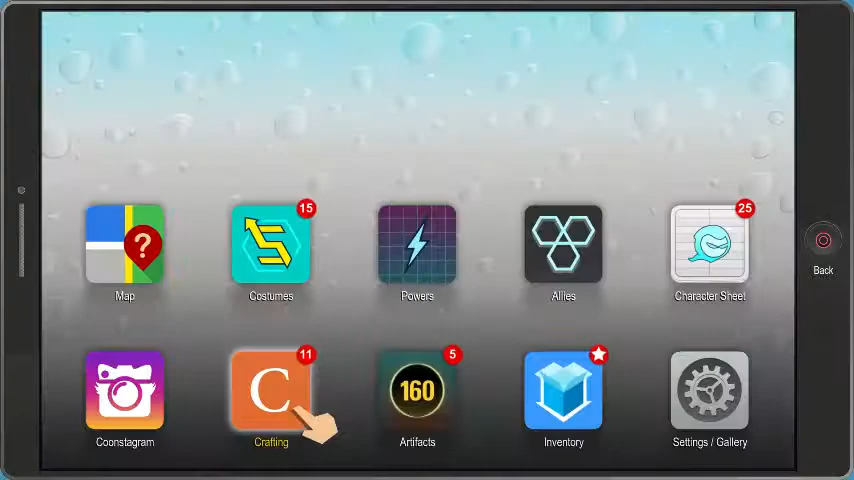 15
25
Map
Costumes
Powers
Allies
Character Sheet
Back
?
11
5
C
160
Coonstagram
Crafting
Artifacts
Inventory
Settings / Gallery